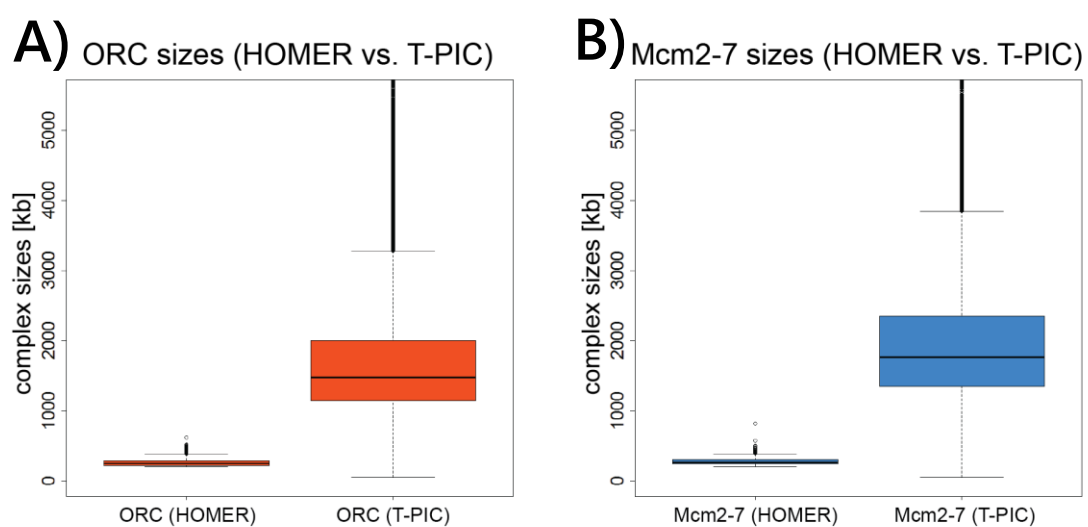 A)
ORC sizes (HOMER vs. T-PIC)
complex sizes [kb]
5000
4000
3000
2000
1000
0
ORC (HOMER)
ORC (T-PIC)
B)
Mcm2-7 sizes (HOMER vs. T-PIC)
complex sizes [kb]
5000
4000
3000
2000
1000
0
Mcm2-7 (HOMER)
Mcm2-7 (T-PIC)